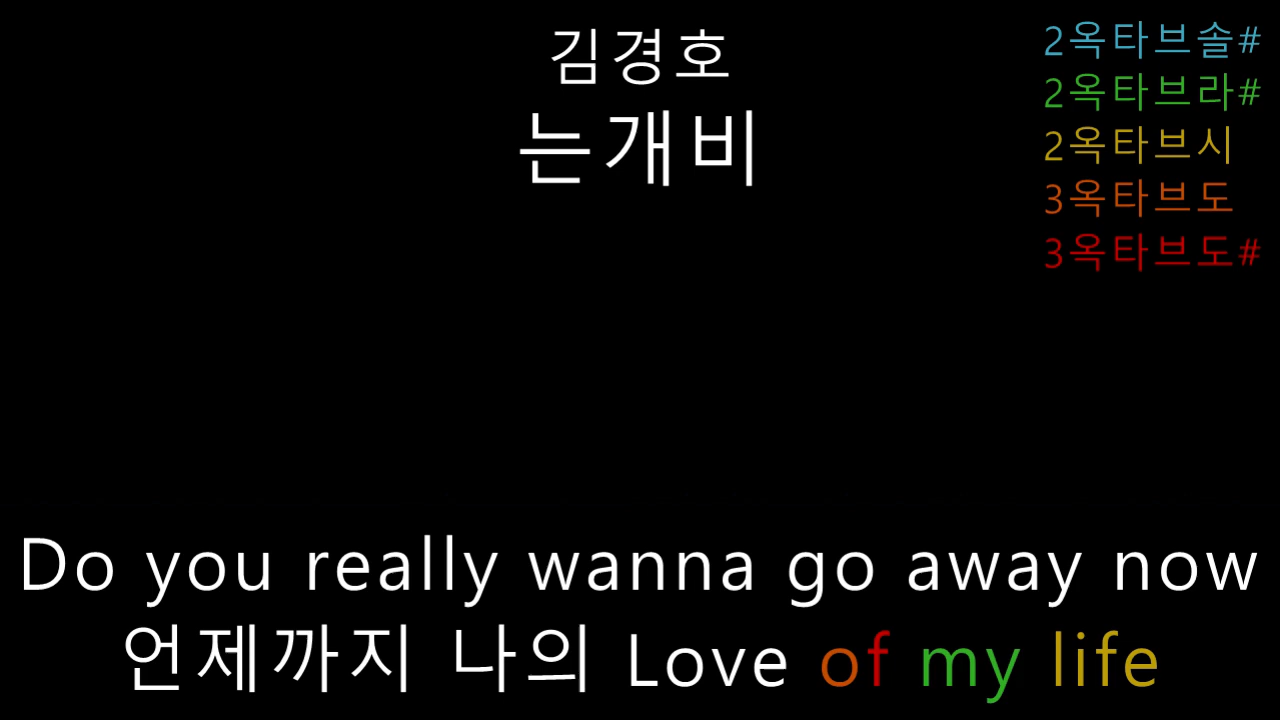 김경호
는개비
2옥타브솔#
2옥타브라#
2옥타브시
3옥타브도
3옥타브도#
Do you really wanna go away now
언제까지 나의 Love of my life